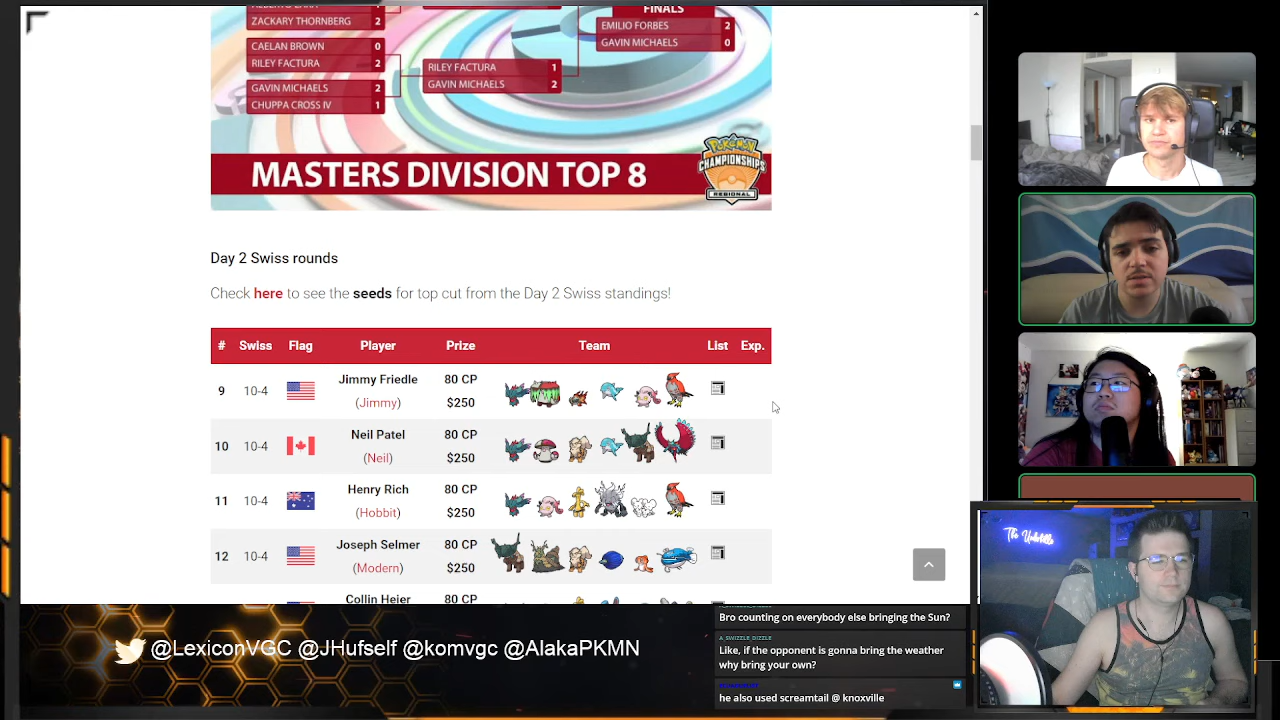 ZACKARY THORNBERG 2
CAELAN BROWN 0
RILEY FACTURA 2
GAVIN MICHAELS 2
CHUPPA CROSS IV 1
RILEY FACTURA 1
GAVIN MICHAELS 2
FINALS
EMILIO FORBES 2
GAVIN MICHAELS 0
MASTERS DIVISION TOP 8
Pokémon
CHAMPIONSHIPS
REGIONAL
Day 2 Swiss rounds
Check here to see the seeds for top cut from the Day 2 Swiss standings!
# Swiss Flag Player Prize Team List Exp.
9 10-4 Jimmy Friedle (Jimmy) 80 CP $250
10 10-4 Neil Patel (Neil) 80 CP $250
11 10-4 Henry Rich (Hobbit) 80 CP $250
12 10-4 Joseph Selmer (Modern) 80 CP $250
Collin Heier 80 CP
@LexiconVGC @JHufself @komvgc @AlakaPKMN
Bro counting on everybody else bringing the Sun?
A_SWIZZLE_DIZZLE
Like, if the opponent is gonna bring the weather
why bring your own?
he also used screamtail @ knoxville